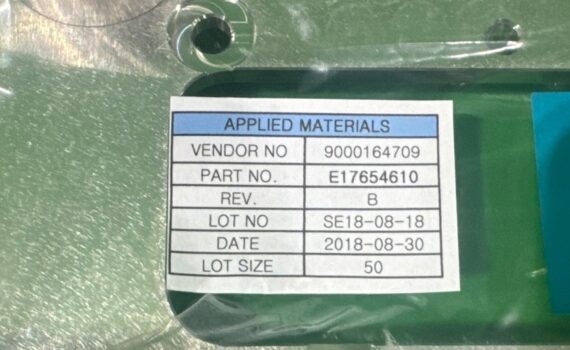 APPLIED MATERIALS
VENDOR NO 9000164709
PART NO. E17654610
REV. B
LOT NO SE18-08-18
DATE 2018-08-30
LOT SIZE 50